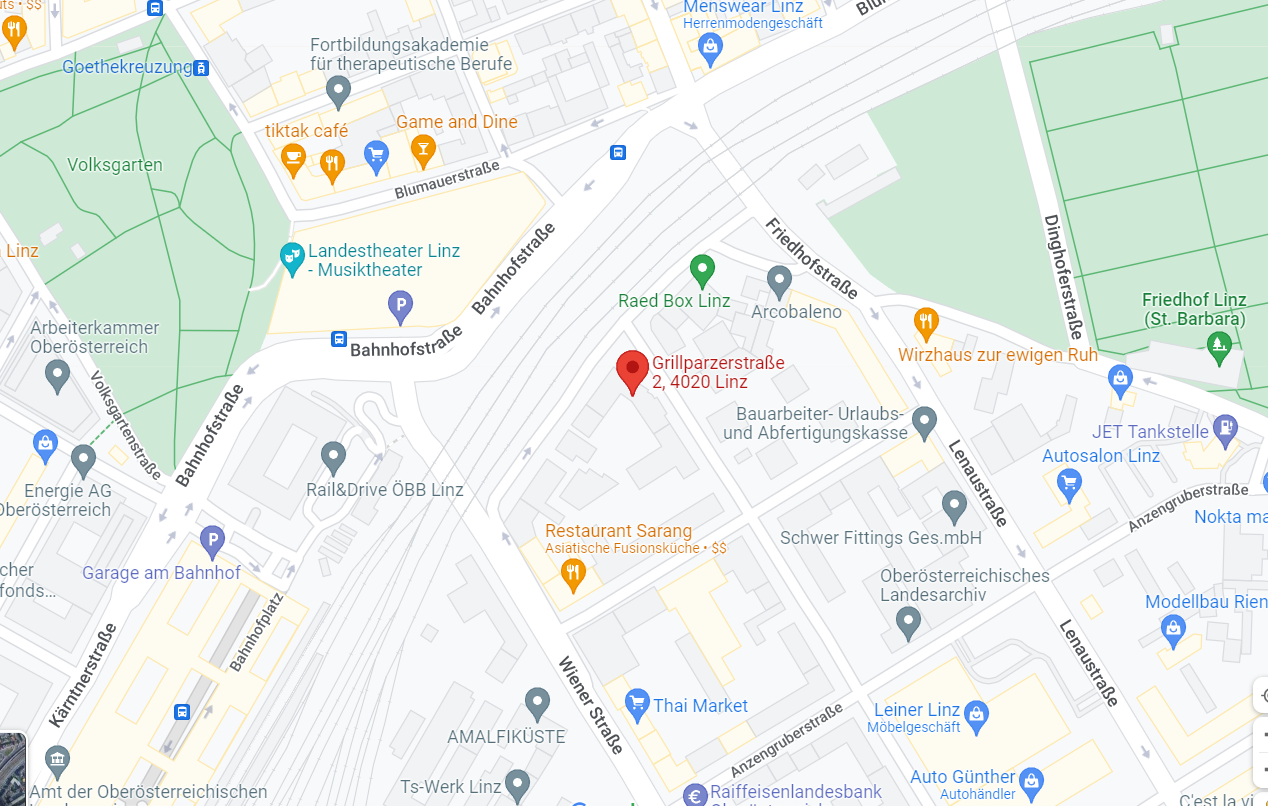 uts • $$
Menswear Linz
Herrenmodengeschäft
Blu
Fortbildungsakademie
für therapeutische Berufe
Goethekreuzung
tiktak café
Game and Dine
Volksgarten
Blumauerstraße
Landestheater Linz
- Musiktheater
Linz
Bahnhofstraße
Friedhofstraße
Dinghoferstraße
Raed Box Linz
Arcobaleno
Friedhof Linz
(St. Barbara)
Arbeiterkammer
Oberösterreich
Bahnhofstraße
Wirzhaus zur ewigen Ruh
Grillparzerstraße
2, 4020 Linz
Volksgartenstraße
Bahnhofstraße
Bauarbeiter- Urlaubs-
und Abfertigungskasse
JET Tankstelle
Autosalon Linz
Lenaustraße
Energie AG
Oberösterreich
Rail&Drive ÖBB Linz
Anzengruberstraße
Nokta ma
Restaurant Sarang
Asiatische Fusionsküche • $$
Schwer Fittings Ges.mbH
P
Garage am Bahnhof
cher
fonds...
Oberösterreichisches
Landesarchiv
Modellbau Rien
Bahnhofplatz
Kärntnerstraße
Wiener Straße
Lenaustraße
Thai Market
Leiner Linz
Möbelgeschäft
AMALFIKÜSTE
Anzengruberstraße
P
Ts-Werk Linz
Auto Günther
Autohändler
Amt der Oberösterreichischen
€
Raiffeisenlandesbank
Oberösterreich
C'est la vi